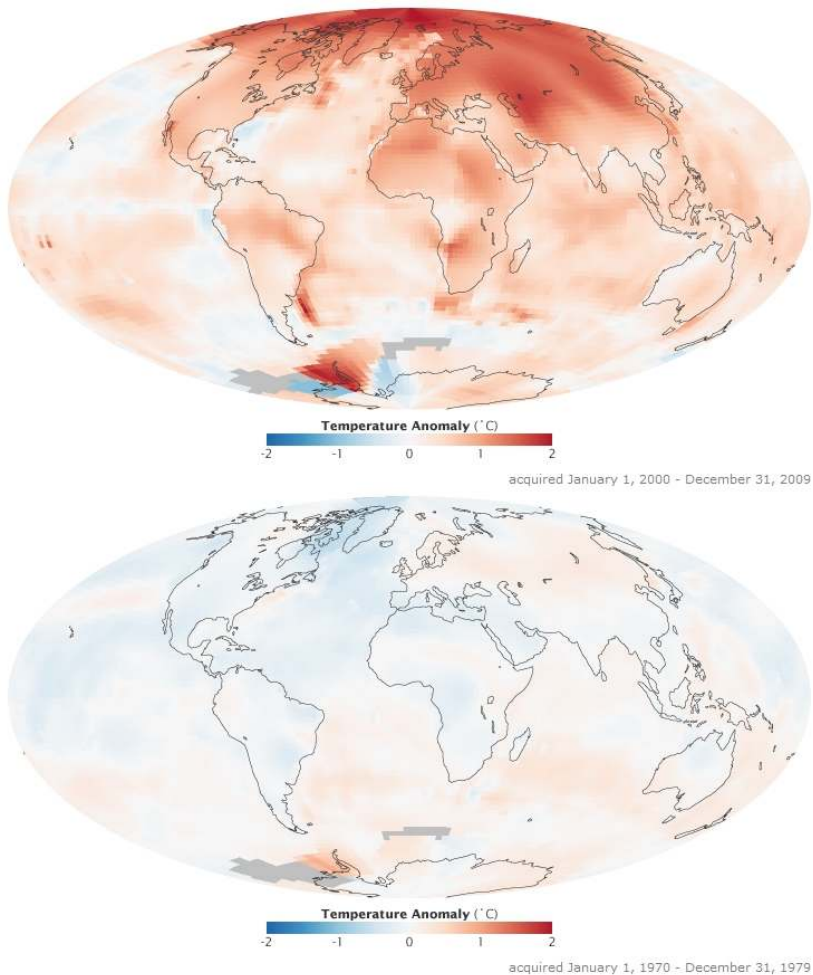 Temperature Anomaly (˚C)
-2 -1 0 1 2
acquired January 1, 2000 - December 31, 2009
Temperature Anomaly (˚C)
-2 -1 0 1 2
acquired January 1, 1970 - December 31, 1979